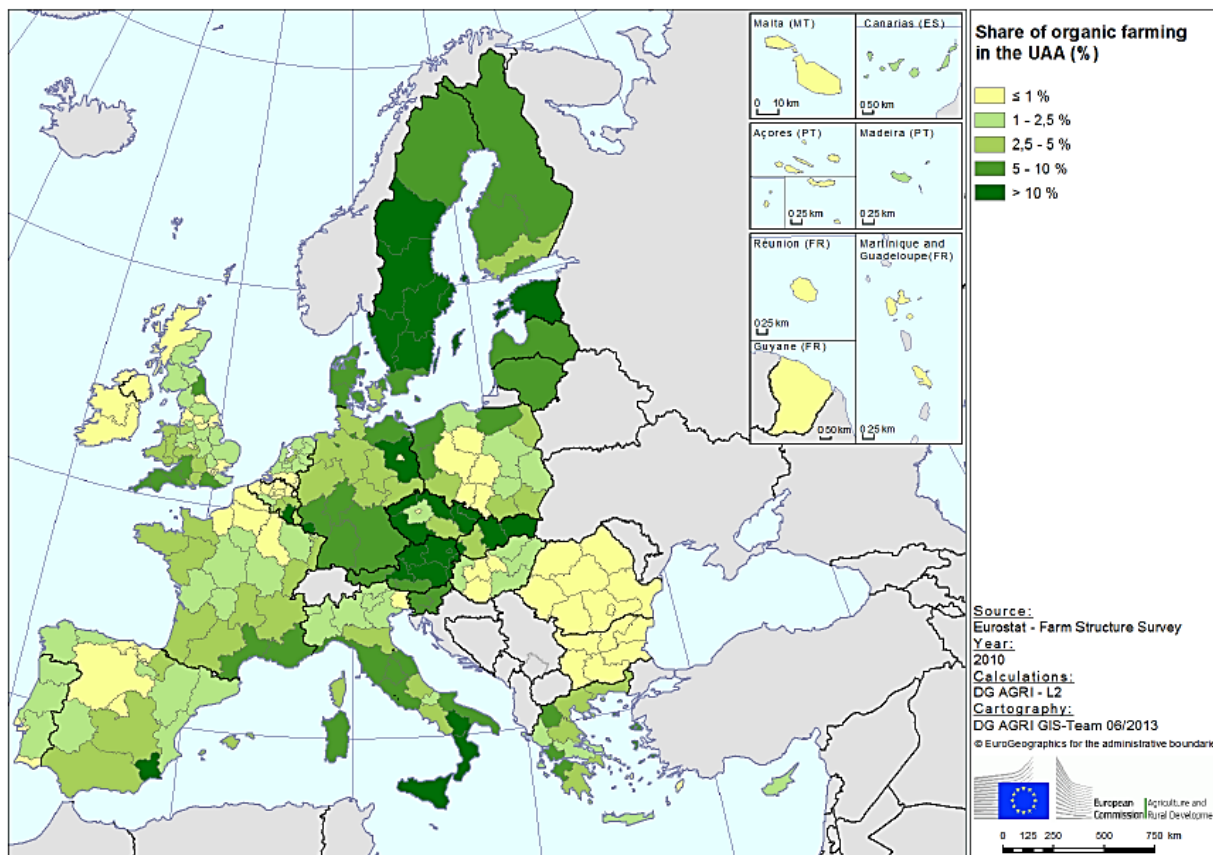 Malta (MT)
0 10 km
Canarias (ES)
0 50 km
Açores (PT)
0 25 km
Madeira (PT)
0 25 km
Réunion (FR)
0 25 km
Martinique and
Guadeloupe(FR)
0 25 km
Guyane (FR)
0 50 km
Share of organic farming
in the UAA (%)
≤ 1 %
1 - 2,5 %
2,5 - 5 %
5 - 10 %
> 10 %
Source:
Eurostat - Farm Structure Survey
Year:
2010
Calculations:
DG AGRI - L2
Cartography:
DG AGRI GIS-Team 06/2013
© EuroGeographics for the administrative boundarie
European
Commission
Agriculture and
Rural Developme
0 125 250 500 750 km